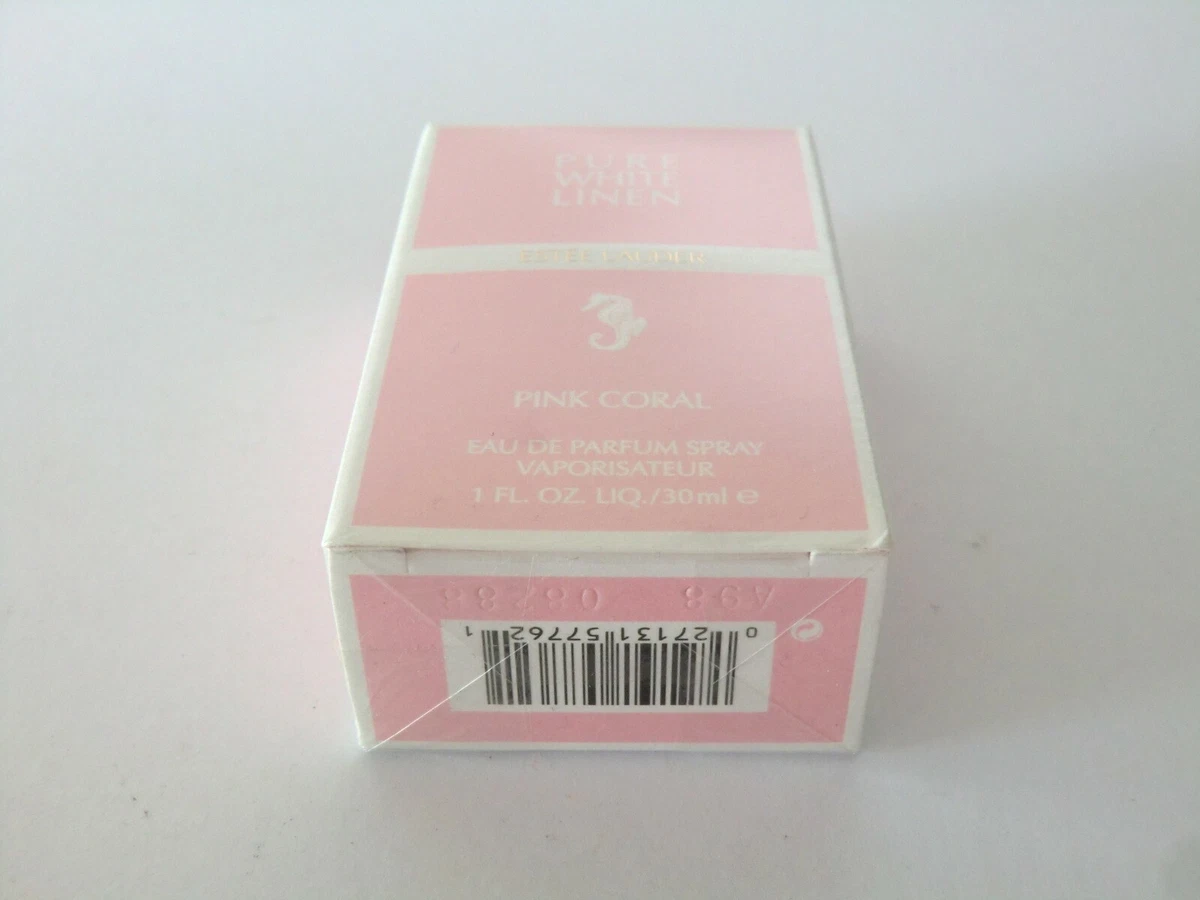 PURE
WHITE
LINEN
ESTĒE LAUDER
PINK CORAL
EAU DE PARFUM SPRAY
VAPORISATEUR
1 FL. OZ. LIQ./30ml ℮
0 27131 57762 1